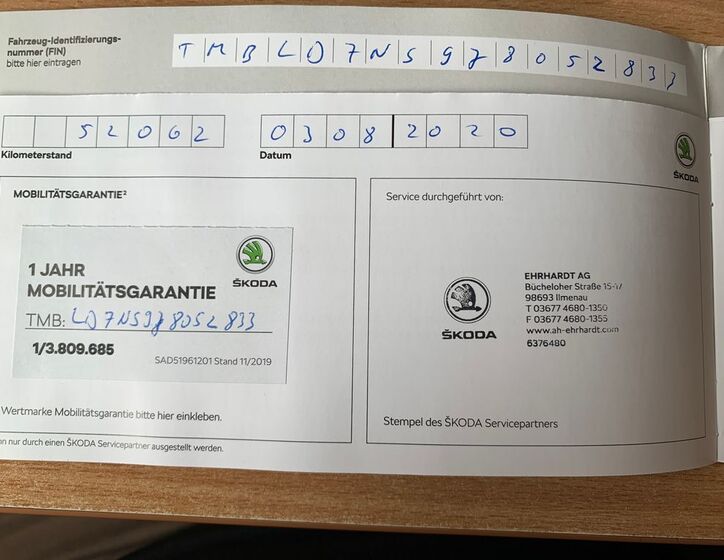 Fahrzeug-Identifizierungs-
nummer (FIN)
bitte hier eintragen
TMBLD7NS9J8052833
52062
03082020
Kilometerstand
Datum
ŠKODA
MOBILITÄTSGARANTIE²
Service durchgeführt von:
ŠKODA
1 JAHR
MOBILITÄTSGARANTIE
TMB: LD7NS9J8052833
1/3.809.685
SAD51961201 Stand 11/2019
ŠKODA
EHRHARDT AG
Bücheloher Straße 15-17
98693 Ilmenau
T 03677 4680-1350
F 03677 4680-1355
www.ah-ehrhardt.com
6376480
Wertmarke Mobilitätsgarantie bitte hier einkleben.
Stempel des ŠKODA Servicepartners
nur durch einen ŠKODA Servicepartner ausgestellt werden.